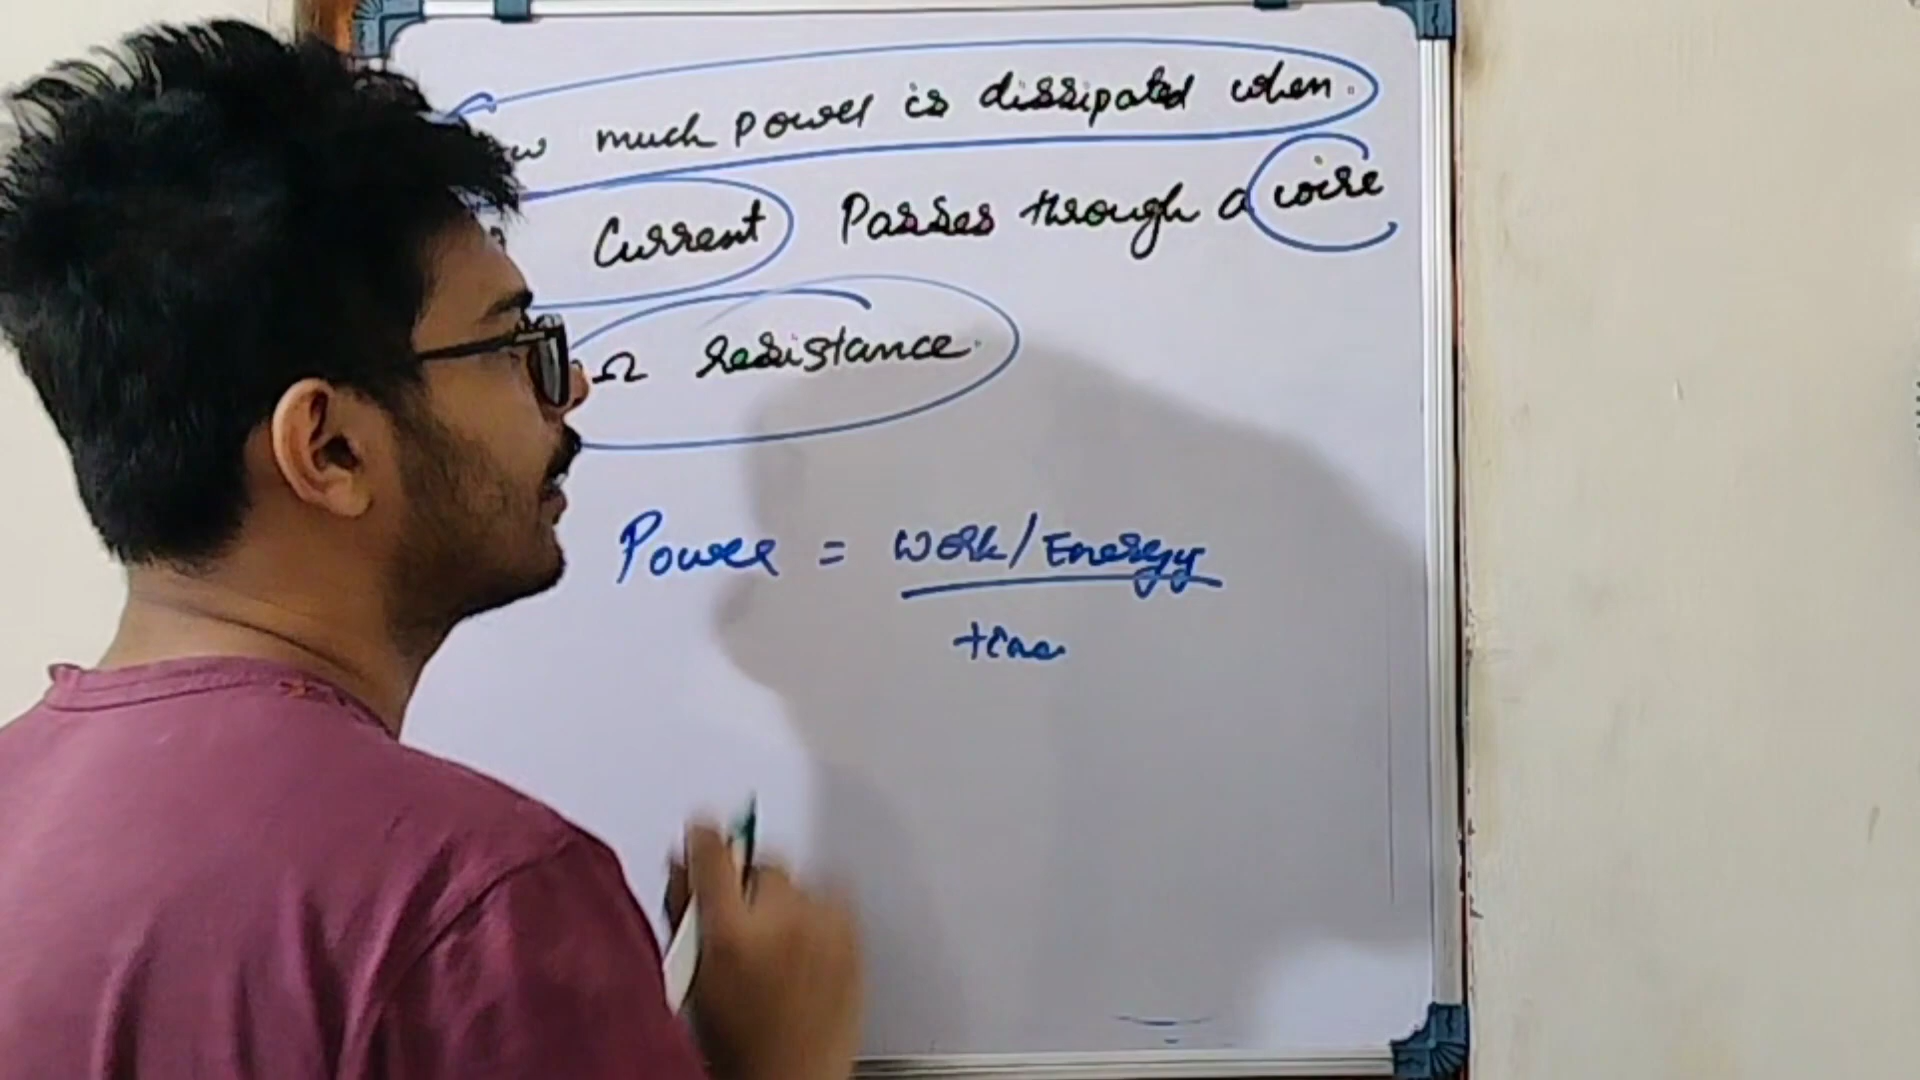 much power is dissipated when
Current Passes through a wire
Ω resistance.
Power = Work/Energy
time